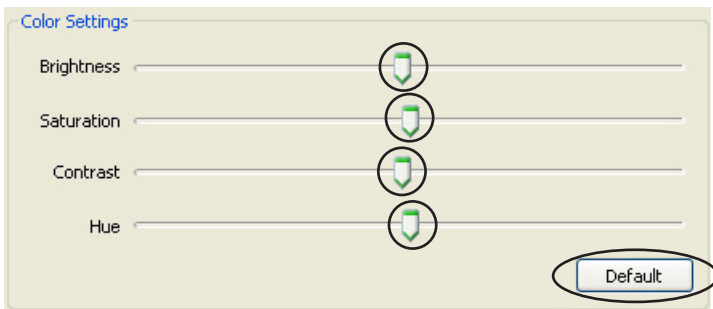 Color Settings
Brightness
Saturation
Contrast
Hue
Default